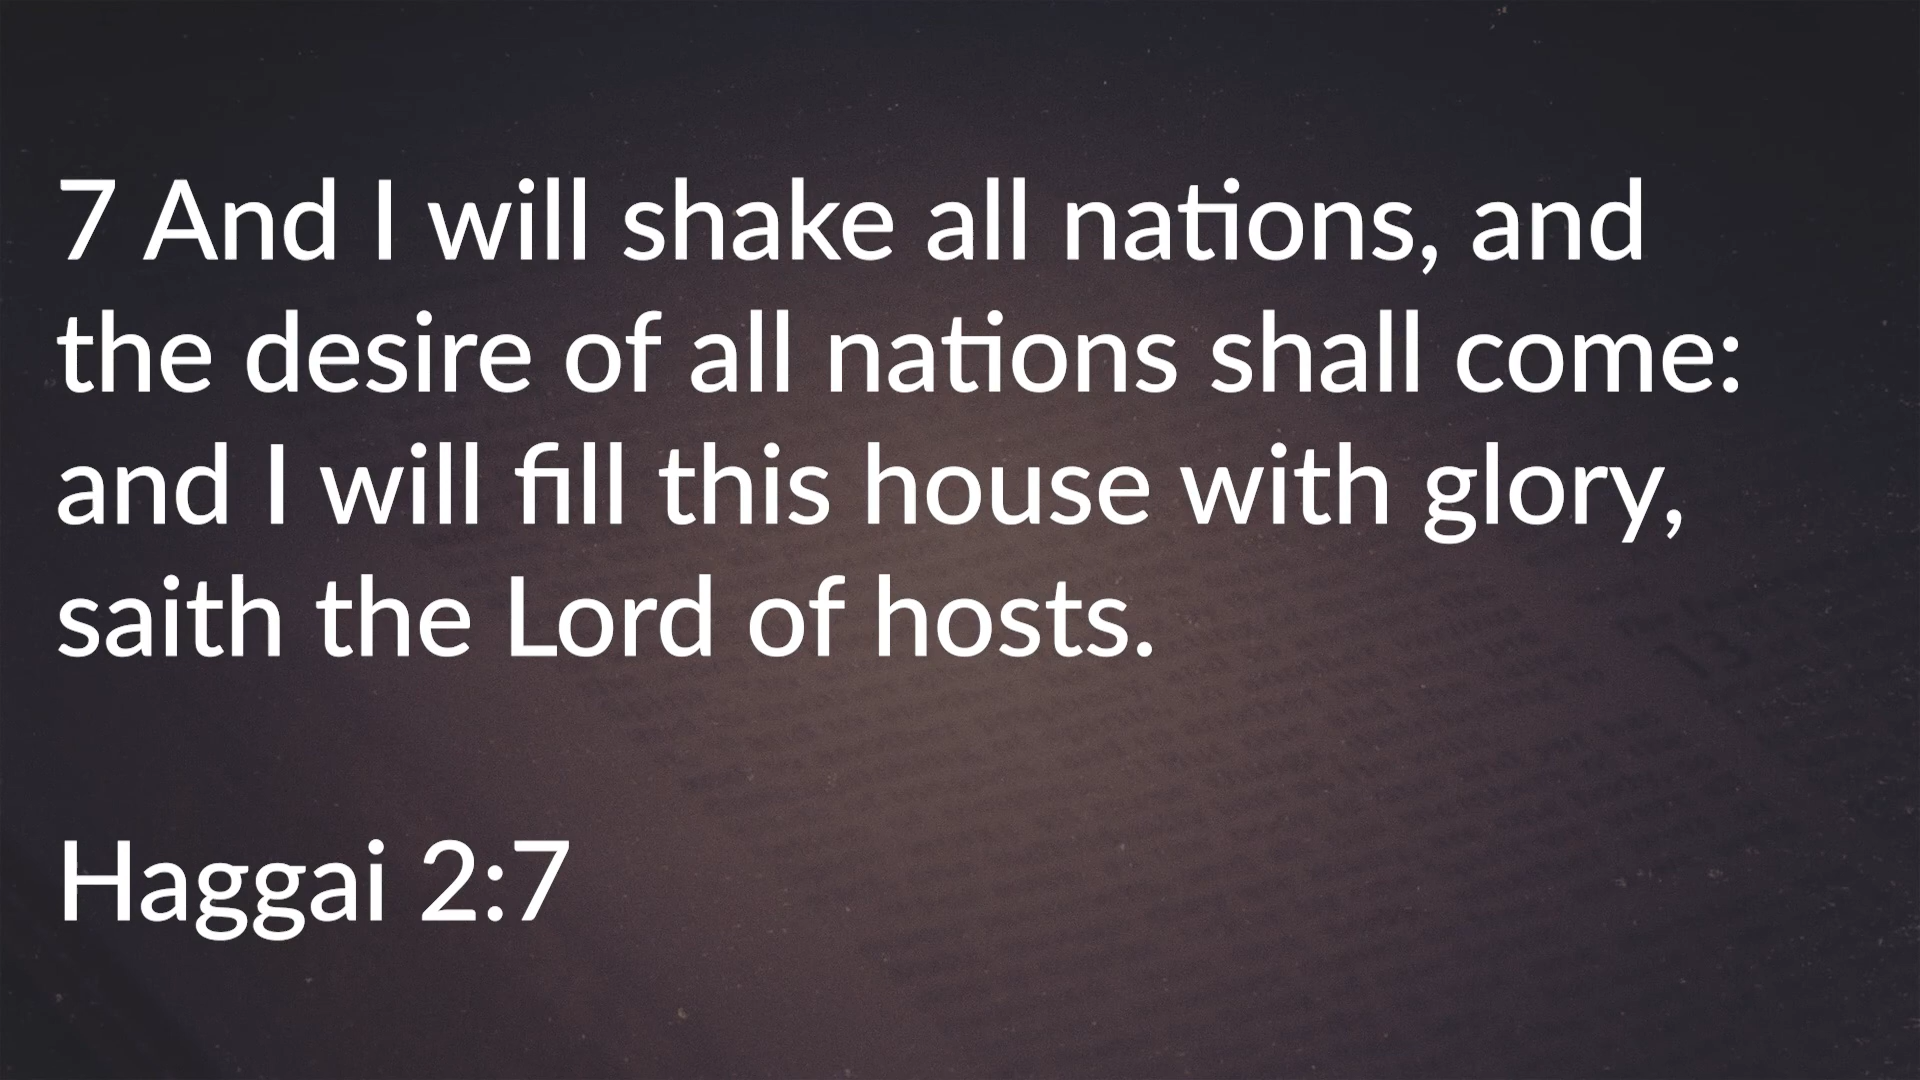 7 And I will shake all nations, and
the desire of all nations shall come:
and I will fill this house with glory,
saith the Lord of hosts.
Haggai 2:7